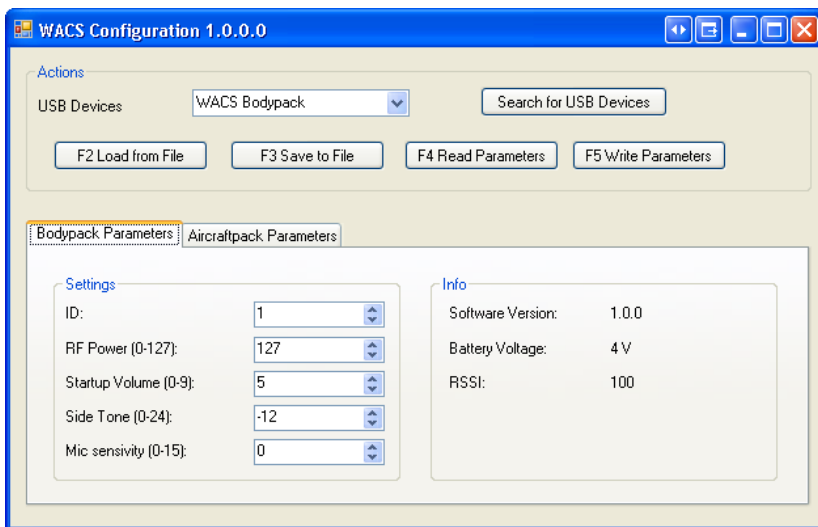 WACS Configuration 1.0.0.0
Actions
USB Devices WACS Bodypack Search for USB Devices
F2 Load from File F3 Save to File F4 Read Parameters F5 Write Parameters
Bodypack Parameters Aircraftpack Parameters
Settings
ID: 1
RF Power (0-127): 127
Startup Volume (0-9): 5
Side Tone (0-24): -12
Mic sensivity (0-15): 0
Info
Software Version: 1.0.0
Battery Voltage: 4 V
RSSI: 100